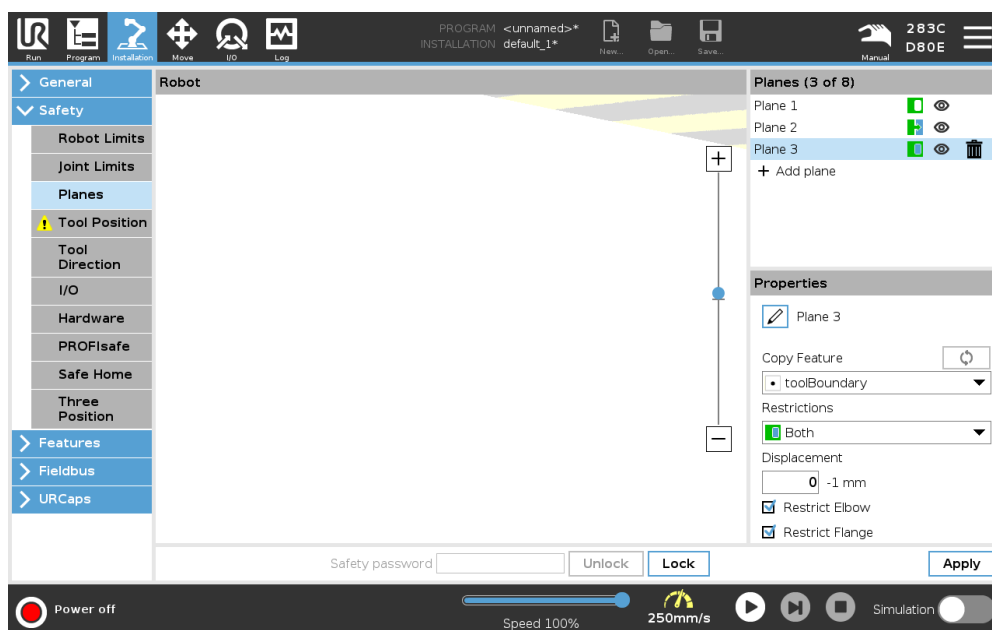 PROGRAM <unnamed>*
INSTALLATION default_1*
Run
Program
Installation
Move
I/O
Log
New...
Open...
Save...
Manual
283C
D80E
General
Safety
Robot Limits
Joint Limits
Planes
Tool Position
Tool
Direction
I/O
Hardware
PROFIsafe
Safe Home
Three
Position
Features
Fieldbus
URCaps
Robot
Planes (3 of 8)
Plane 1
Plane 2
Plane 3
+ Add plane
Properties
Plane 3
Copy Feature
toolBoundary
Restrictions
Both
Displacement
0 -1 mm
Restrict Elbow
Restrict Flange
Safety password
Unlock
Lock
Apply
Power off
Speed 100%
250mm/s
Simulation